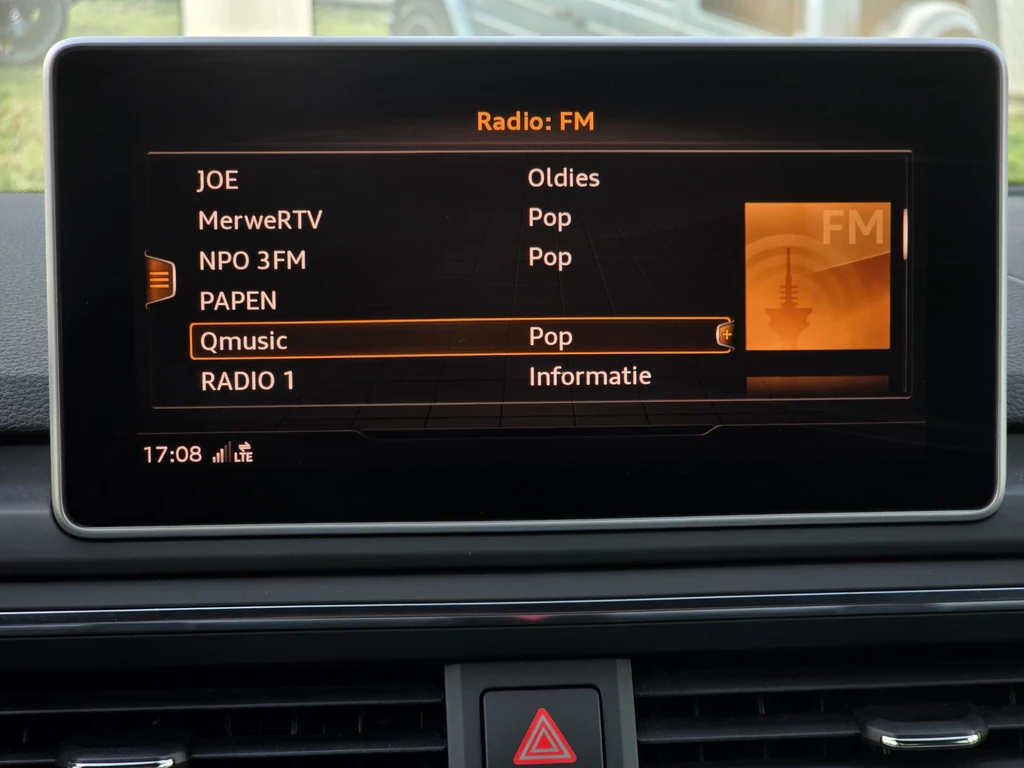 Radio: FM
JOE Oldies
MerweRTV Pop
NPO 3FM Pop
PAPEN
Qmusic Pop
RADIO 1 Informatie
FM
17:08 LTE